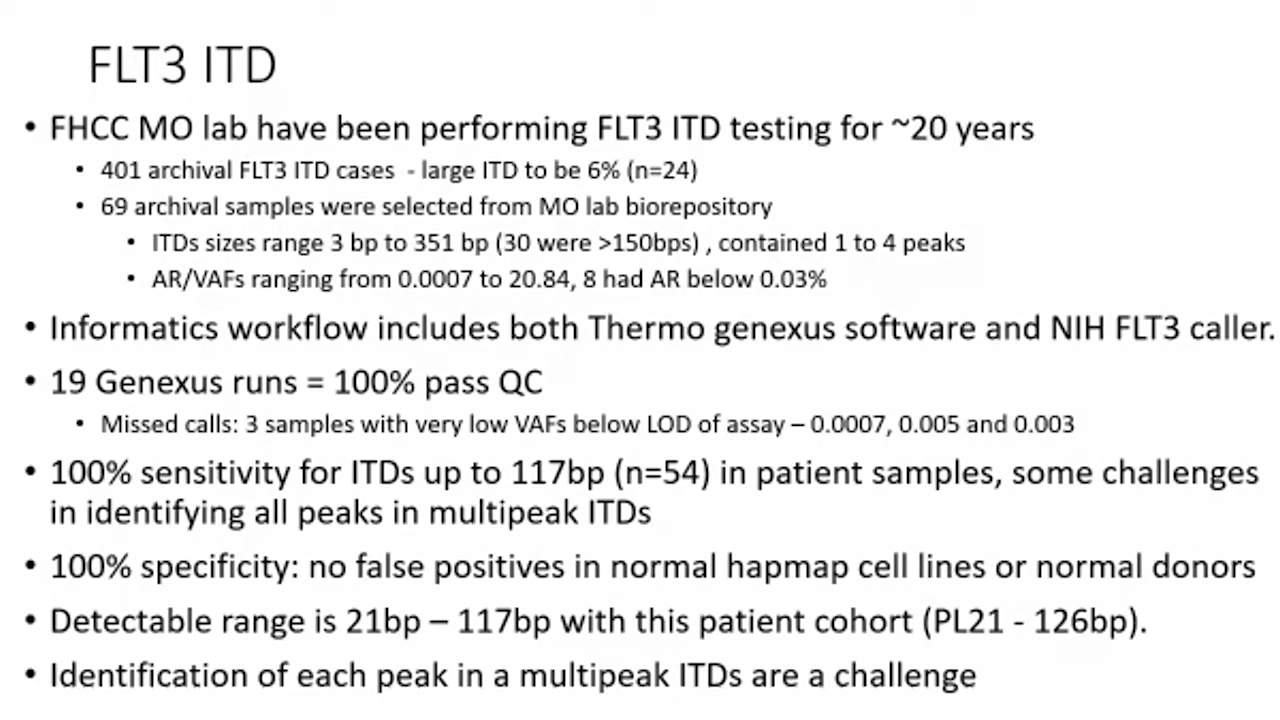 FLT3 ITD
• FHCC MO lab have been performing FLT3 ITD testing for ~20 years
• 401 archival FLT3 ITD cases - large ITD to be 6% (n=24)
• 69 archival samples were selected from MO lab biorepository
• ITDs sizes range 3 bp to 351 bp (30 were >150bps) , contained 1 to 4 peaks
• AR/VAFs ranging from 0.0007 to 20.84, 8 had AR below 0.03%
• Informatics workflow includes both Thermo genexus software and NIH FLT3 caller.
• 19 Genexus runs = 100% pass QC
• Missed calls: 3 samples with very low VAFs below LOD of assay – 0.0007, 0.005 and 0.003
• 100% sensitivity for ITDs up to 117bp (n=54) in patient samples, some challenges
in identifying all peaks in multipeak ITDs
• 100% specificity: no false positives in normal hapmap cell lines or normal donors
• Detectable range is 21bp – 117bp with this patient cohort (PL21 - 126bp).
• Identification of each peak in a multipeak ITDs are a challenge